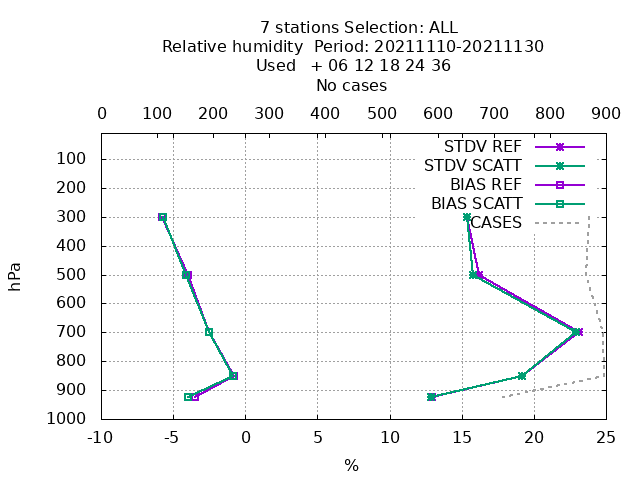 7 stations Selection: ALL
Relative humidity  Period: 20211110-20211130
Used   + 06 12 18 24 36
No cases
0 100 200 300 400 500 600 700 800 900
STDV REF
STDV SCATT
BIAS REF
BIAS SCATT
CASES
hPa
100
200
300
400
500
600
700
800
900
1000
-10 -5 0 5 10 15 20 25
%